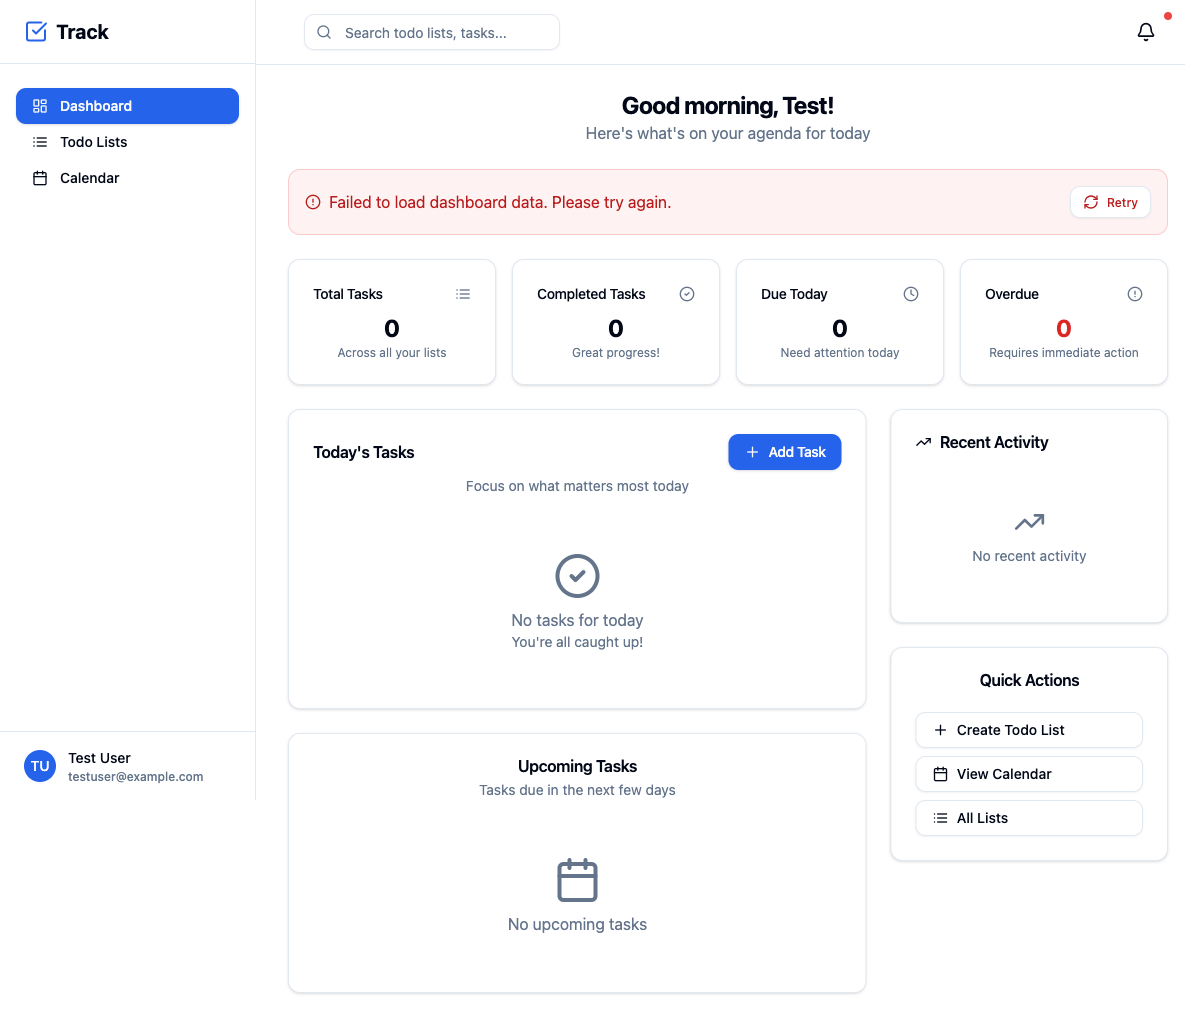 Track
Search todo lists, tasks...
Dashboard
Todo Lists
Calendar
Good morning, Test!
Here's what's on your agenda for today
Failed to load dashboard data. Please try again.
Retry
Total Tasks
0
Across all your lists
Completed Tasks
0
Great progress!
Due Today
0
Need attention today
Overdue
0
Requires immediate action
Today's Tasks
Add Task
Focus on what matters most today
No tasks for today
You're all caught up!
Recent Activity
No recent activity
Upcoming Tasks
Tasks due in the next few days
No upcoming tasks
Quick Actions
Create Todo List
View Calendar
All Lists
TU
Test User
testuser@example.com